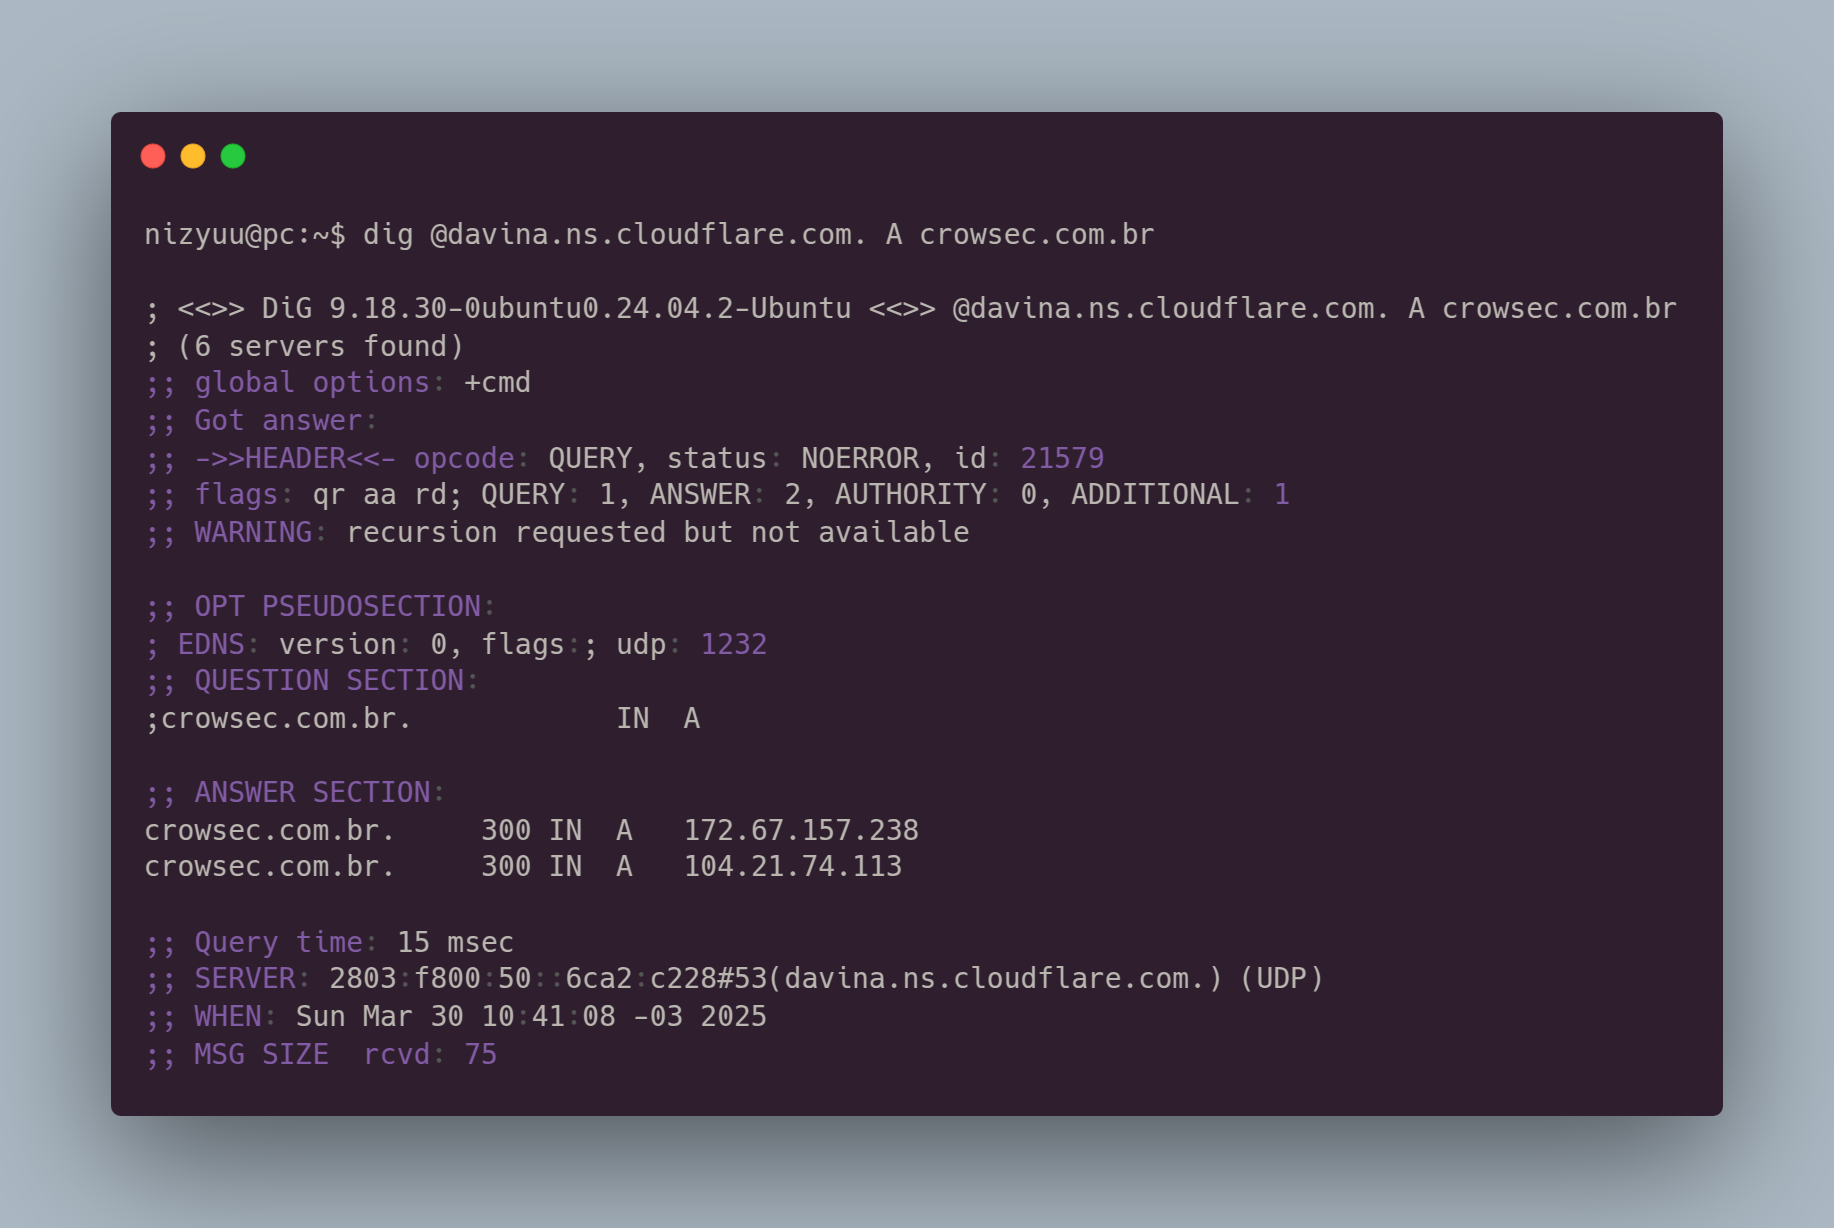 nizyuu@pc:~$ dig @davina.ns.cloudflare.com. A crowsec.com.br
; <<>> DiG 9.18.30-0ubuntu0.24.04.2-Ubuntu <<>> @davina.ns.cloudflare.com. A crowsec.com.br
; (6 servers found)
;; global options: +cmd
;; Got answer:
;; ->>HEADER<<- opcode: QUERY, status: NOERROR, id: 21579
;; flags: qr aa rd; QUERY: 1, ANSWER: 2, AUTHORITY: 0, ADDITIONAL: 1
;; WARNING: recursion requested but not available
;; OPT PSEUDOSECTION:
; EDNS: version: 0, flags:; udp: 1232
;; QUESTION SECTION:
;crowsec.com.br. IN A
;; ANSWER SECTION:
crowsec.com.br. 300 IN A 172.67.157.238
crowsec.com.br. 300 IN A 104.21.74.113
;; Query time: 15 msec
;; SERVER: 2803:f800:50::6ca2:c228#53(davina.ns.cloudflare.com.) (UDP)
;; WHEN: Sun Mar 30 10:41:08 -03 2025
;; MSG SIZE rcvd: 75